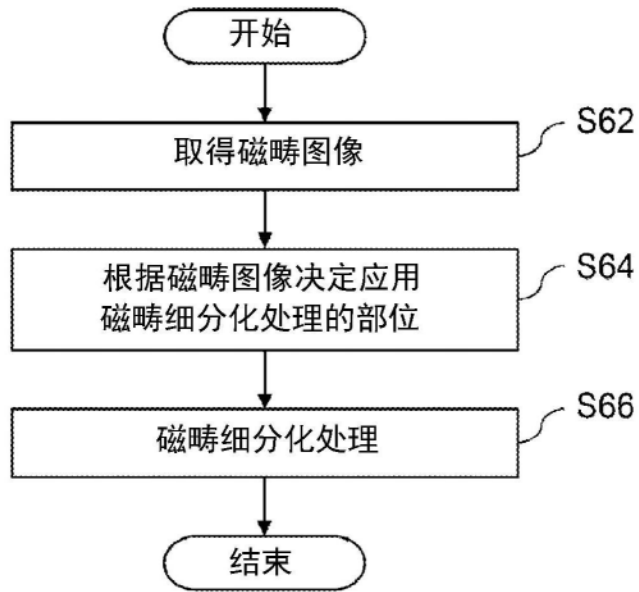 开始
S62
取得磁畴图像
S64
根据磁畴图像决定应用
磁畴细分化处理的部位
S66
磁畴细分化处理
结束